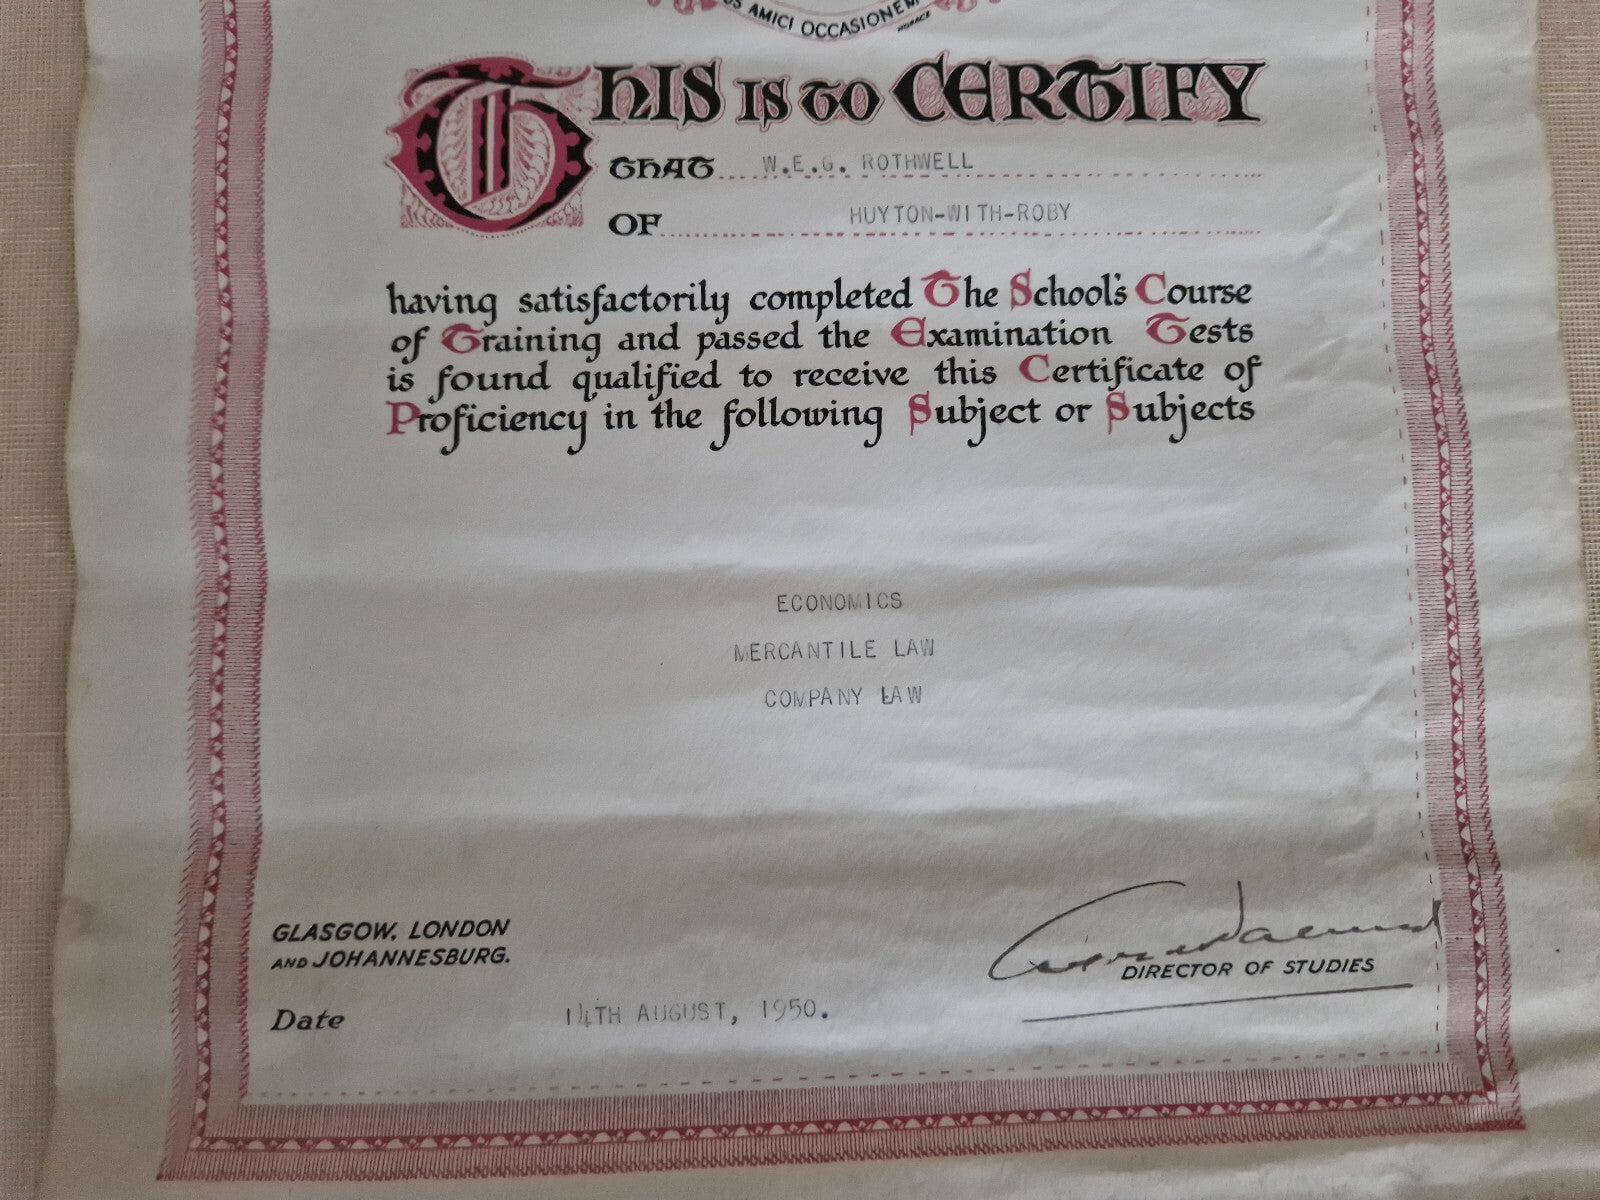 AMICI OCCASIONEM
HORACE
THIS IS TO CERTIFY
THAT W.E.G. ROTHWELL
OF HUYTON-WITH-ROBY
having satisfactorily completed The School's Course
of Training and passed the Examination Tests
is found qualified to receive this Certificate of
Proficiency in the following Subject or Subjects
ECONOMICS
MERCANTILE LAW
COMPANY LAW
GLASGOW, LONDON
AND JOHANNESBURG.
DIRECTOR OF STUDIES
Date 14TH AUGUST, 1950.